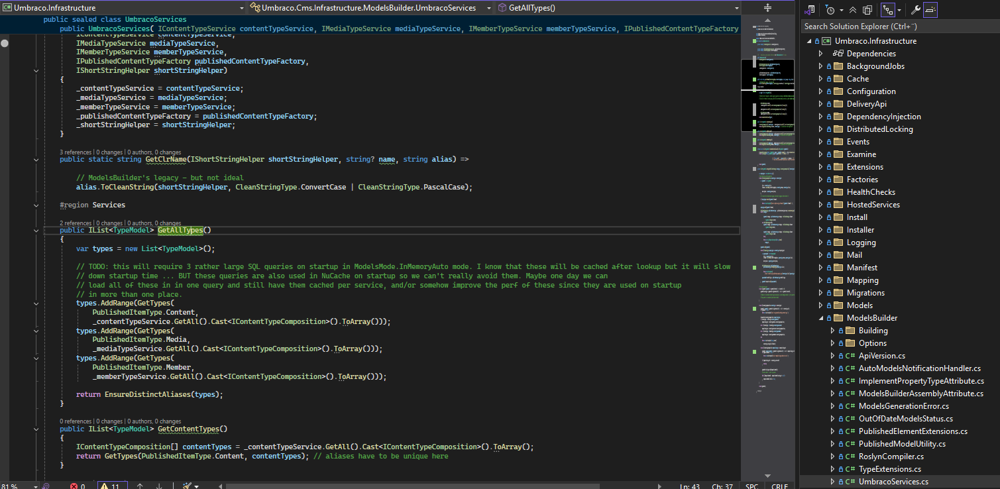 Umbraco.Infrastructure
Umbraco.Cms.Infrastructure.ModelsBuilder.UmbracoServices
GetAllTypes()
public sealed class UmbracoServices
public UmbracoServices( IContentTypeService contentTypeService, IMediaTypeService mediaTypeService, IMemberTypeService memberTypeService, IPublishedContentTypeFactory
IContentTypeService contentTypeService,
IMediaTypeService mediaTypeService,
IMemberTypeService memberTypeService,
IPublishedContentTypeFactory publishedContentTypeFactory,
IShortStringHelper shortStringHelper)
{
_contentTypeService = contentTypeService;
_mediaTypeService = mediaTypeService;
_memberTypeService = memberTypeService;
_publishedContentTypeFactory = publishedContentTypeFactory;
_shortStringHelper = shortStringHelper;
}
3 references | 0 changes | 0 authors, 0 changes
public static string GetClrName(IShortStringHelper shortStringHelper, string? name, string alias) =>
// ModelsBuilder's legacy - but not ideal
alias.ToCleanString(shortStringHelper, CleanStringType.ConvertCase | CleanStringType.PascalCase);
#region Services
2 references | 0 changes | 0 authors, 0 changes
public IList<TypeModel> GetAllTypes()
{
var types = new List<TypeModel>();
// TODO: this will require 3 rather large SQL queries on startup in ModelsMode.InMemoryAuto mode. I know that these will be cached after lookup but it will slow
// down startup time ... BUT these queries are also used in NuCache on startup so we can't really avoid them. Maybe one day we can
// load all of these in in one query and still have them cached per service, and/or somehow improve the perf of these since they are used on startup
// in more than one place.
types.AddRange(GetTypes(
PublishedItemType.Content,
_contentTypeService.GetAll().Cast<IContentTypeComposition>().ToArray()));
types.AddRange(GetTypes(
PublishedItemType.Media,
_mediaTypeService.GetAll().Cast<IContentTypeComposition>().ToArray()));
types.AddRange(GetTypes(
PublishedItemType.Member,
_memberTypeService.GetAll().Cast<IContentTypeComposition>().ToArray()));
return EnsureDistinctAliases(types);
}
0 references | 0 changes | 0 authors, 0 changes
public IList<TypeModel> GetContentTypes()
{
IContentTypeComposition[] contentTypes = _contentTypeService.GetAll().Cast<IContentTypeComposition>().ToArray();
return GetTypes(PublishedItemType.Content, contentTypes); // aliases have to be unique here
}
81 %
0
11
Ln: 43
Ch: 37
SPC
CRLF
Search Solution Explorer (Ctrl+¨)
Umbraco.Infrastructure
Dependencies
BackgroundJobs
Cache
Configuration
DeliveryApi
DependencyInjection
DistributedLocking
Events
Examine
Extensions
Factories
HealthChecks
HostedServices
Install
Installer
Logging
Mail
Manifest
Mapping
Migrations
Models
ModelsBuilder
Building
Options
C# ApiVersion.cs
C# AutoModelsNotificationHandler.cs
C# ImplementPropertyTypeAttribute.cs
C# ModelsBuilderAssemblyAttribute.cs
C# ModelsGenerationError.cs
C# OutOfDateModelsStatus.cs
C# PublishedElementExtensions.cs
C# PublishedModelUtility.cs
C# RoslynCompiler.cs
C# TypeExtensions.cs
C# UmbracoServices.cs